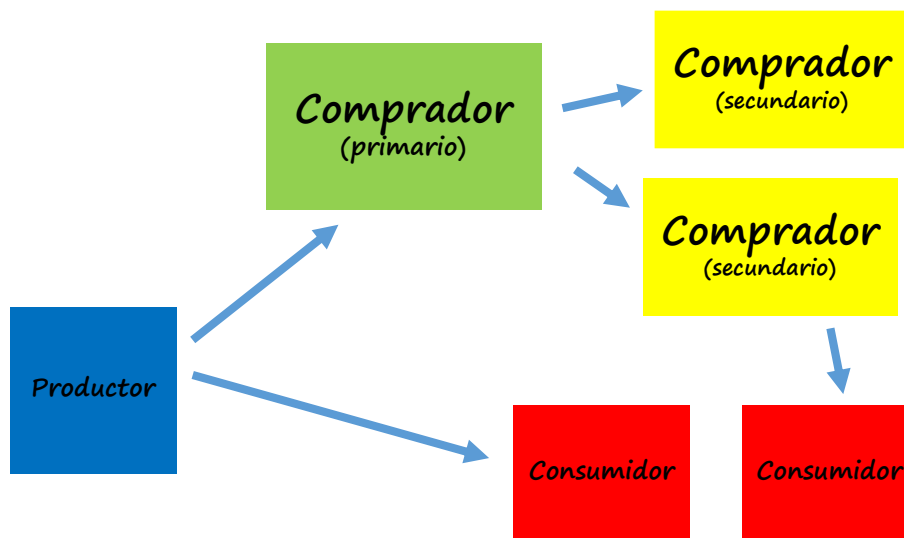 Comprador
(secundario)
Comprador
(primario)
Comprador
(secundario)
Productor
Consumidor
Consumidor